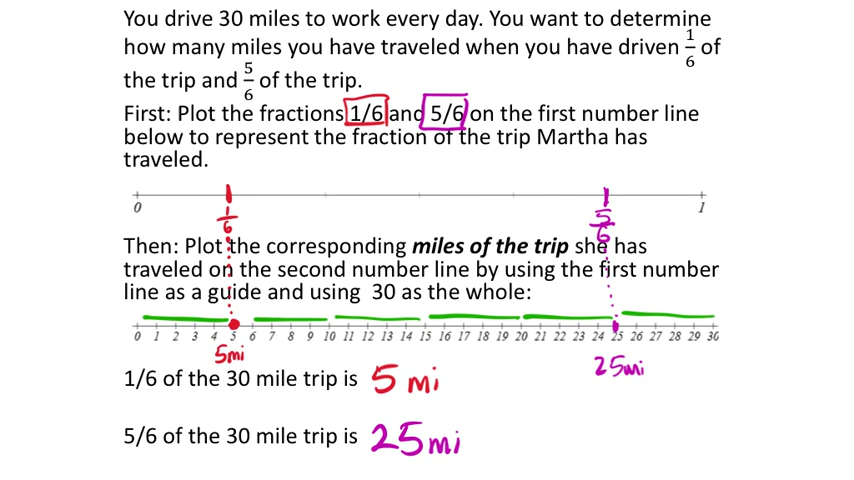 You drive 30 miles to work every day. You want to determine
how many miles you have traveled when you have driven 1/6 of
the trip and 5/6 of the trip.
First: Plot the fractions 1/6 and 5/6 on the first number line
below to represent the fraction of the trip Martha has
traveled.
0 1
1/6 5/6
Then: Plot the corresponding miles of the trip she has
traveled on the second number line by using the first number
line as a guide and using 30 as the whole:
0 1 2 3 4 5 6 7 8 9 10 11 12 13 14 15 16 17 18 19 20 21 22 23 24 25 26 27 28 29 30
5mi 25mi
1/6 of the 30 mile trip is 5 mi
5/6 of the 30 mile trip is 25mi